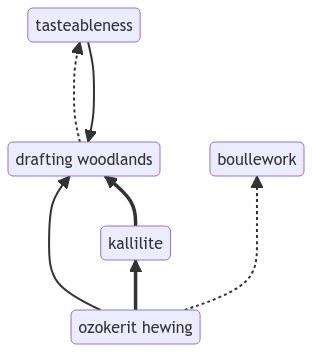 tasteableness
drafting woodlands
boullework
kallilite
ozokerit hewing